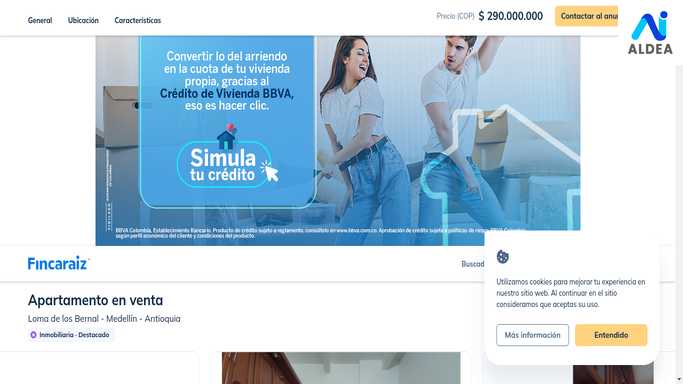 General Ubicación Características Precio (COP) $ 290.000.000 Contactar al anun
ALDEA
Convertir lo del arriendo
en la cuota de tu vivienda
propia, gracias al
Crédito de Vivienda BBVA,
eso es hacer clic.
Simula
tu crédito
BBVA Colombia, Establecimiento Bancario. Producto de crédito sujeto a reglamento, consúltelo en www.bbva.com.co. Aprobación de crédito sujeta a políticas de riesgo BBVA Colombia
según perfil económico del cliente y condiciones del producto.
Fincaraiz
Buscad
Apartamento en venta
Loma de los Bernal - Medellín - Antioquia
Inmobiliaria - Destacado
Utilizamos cookies para mejorar tu experiencia en
nuestro sitio web. Al continuar en el sitio
consideramos que aceptas su uso.
Más información Entendido